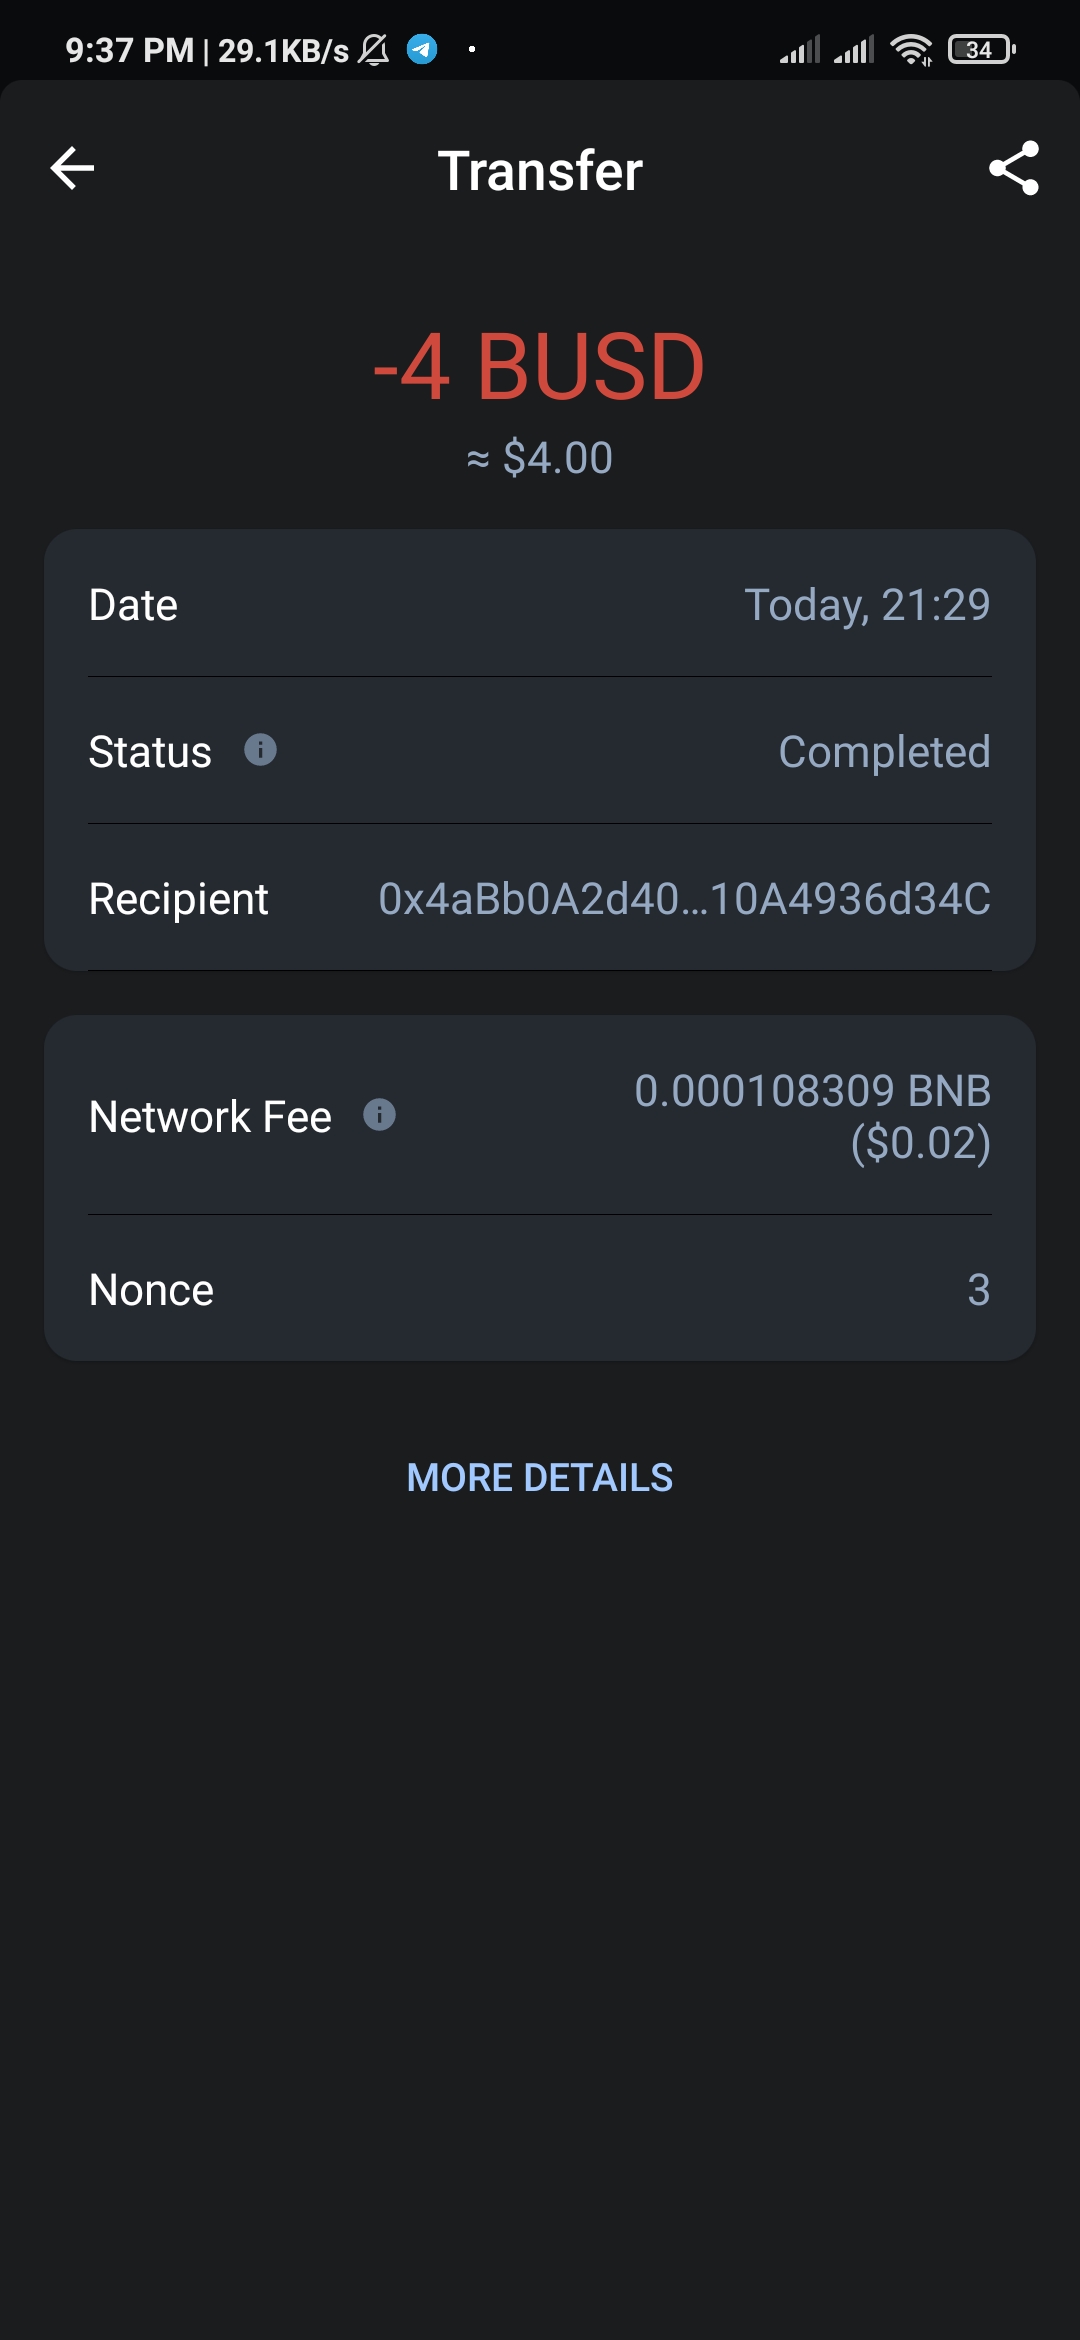 9:37 PM | 29.1KB/s
34
Transfer
-4 BUSD
≈ $4.00
Date Today, 21:29
Status Completed
Recipient 0x4aBb0A2d40...10A4936d34C
Network Fee 0.000108309 BNB
($0.02)
Nonce 3
MORE DETAILS